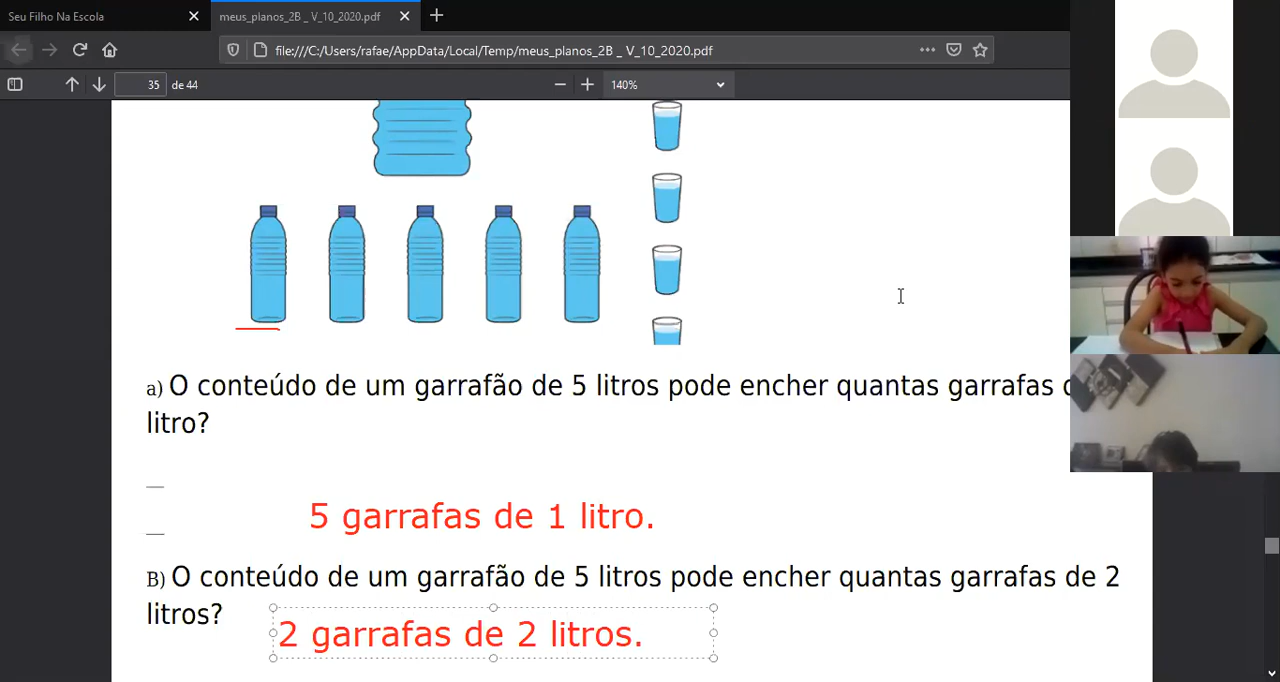 Seu Filho Na Escola
meus_planos_2B _ V_10_2020.pdf
file:///C:/Users/rafae/AppData/Local/Temp/meus_planos_2B _ V_10_2020.pdf
35 de 44
140%
a) O conteúdo de um garrafão de 5 litros pode encher quantas garrafas
litro?
5 garrafas de 1 litro.
B) O conteúdo de um garrafão de 5 litros pode encher quantas garrafas de 2
litros?
2 garrafas de 2 litros.